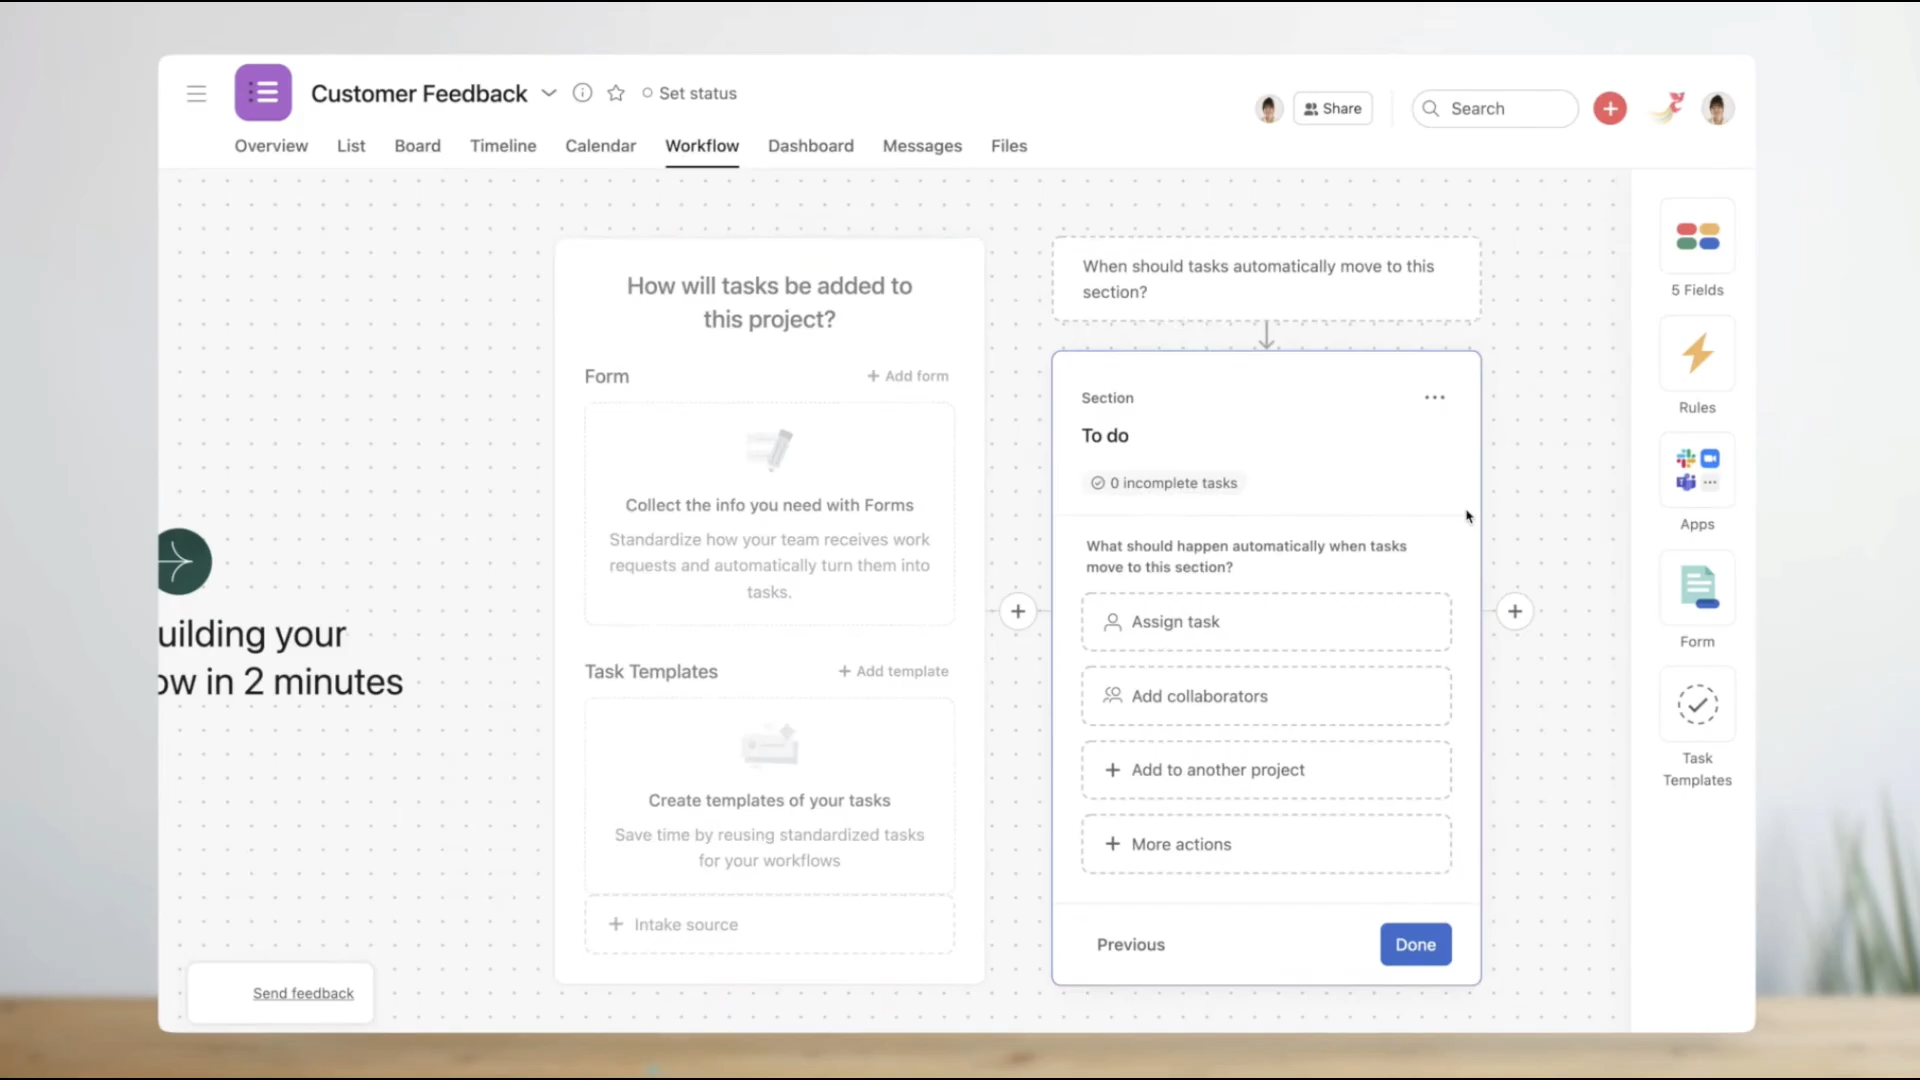 Customer Feedback
Set status
Share
Search
Overview
List
Board
Timeline
Calendar
Workflow
Dashboard
Messages
Files
uilding your
ow in 2 minutes
Send feedback
How will tasks be added to
this project?
Form
+ Add form
Collect the info you need with Forms
Standardize how your team receives work
requests and automatically turn them into
tasks.
Task Templates
+ Add template
Create templates of your tasks
Save time by reusing standardized tasks
for your workflows
+ Intake source
When should tasks automatically move to this
section?
Section
To do
0 incomplete tasks
What should happen automatically when tasks
move to this section?
Assign task
Add collaborators
+ Add to another project
+ More actions
Previous
Done
5 Fields
Rules
Apps
Form
Task
Templates